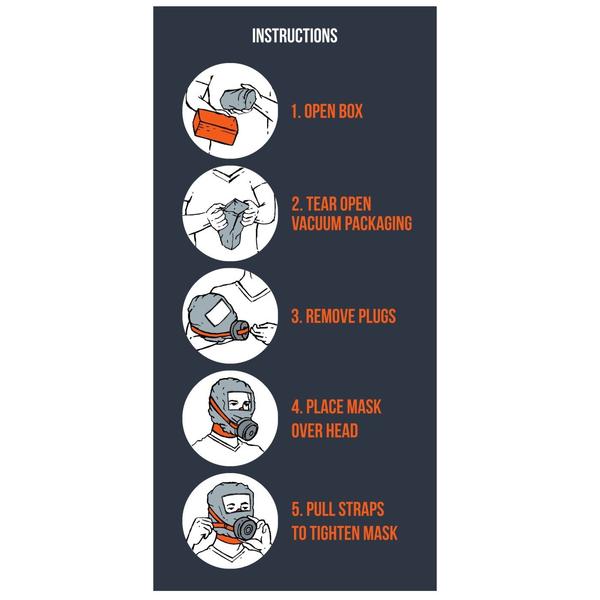 INSTRUCTIONS
1. OPEN BOX
2. TEAR OPEN
VACUUM PACKAGING
3. REMOVE PLUGS
4. PLACE MASK
OVER HEAD
5. PULL STRAPS
TO TIGHTEN MASK